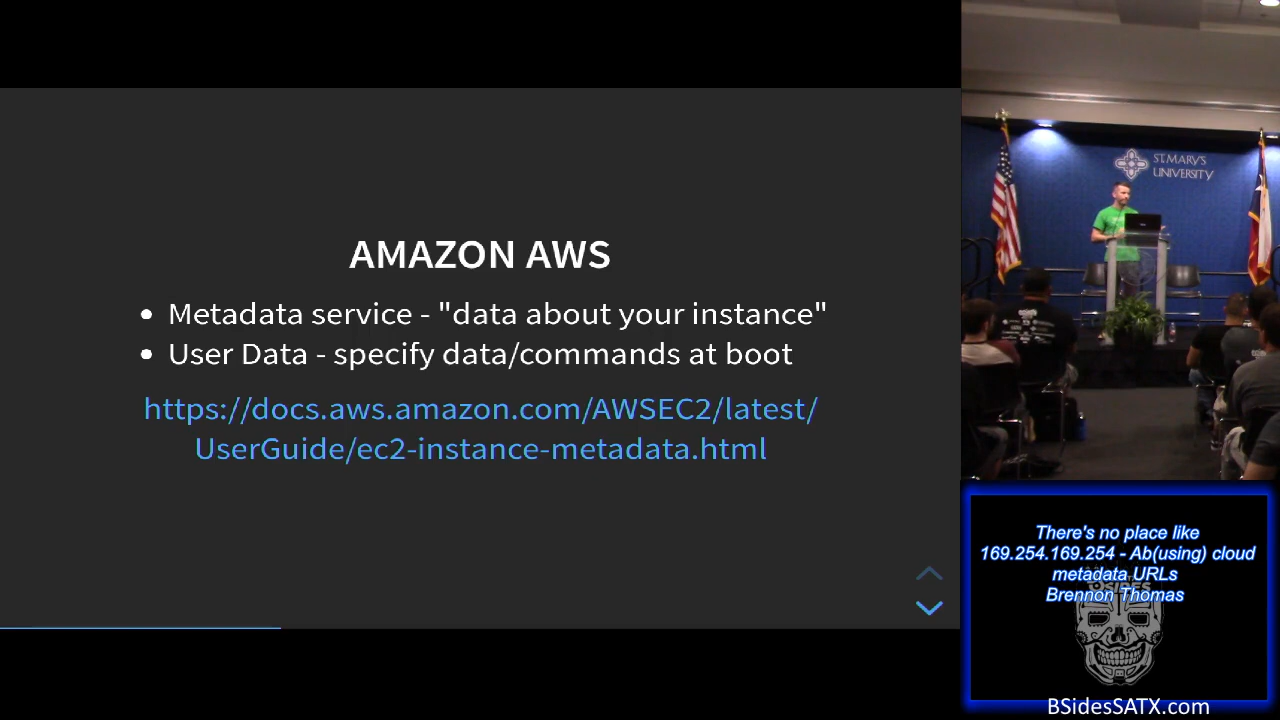 AMAZON AWS
• Metadata service - "data about your instance"
• User Data - specify data/commands at boot
https://docs.aws.amazon.com/AWSEC2/latest/
UserGuide/ec2-instance-metadata.html
ST. MARY'S
UNIVERSITY
There's no place like
169.254.169.254 - Ab(using) cloud
metadata URLs
Brennon Thomas
BSIDES
BSidesSATX.com